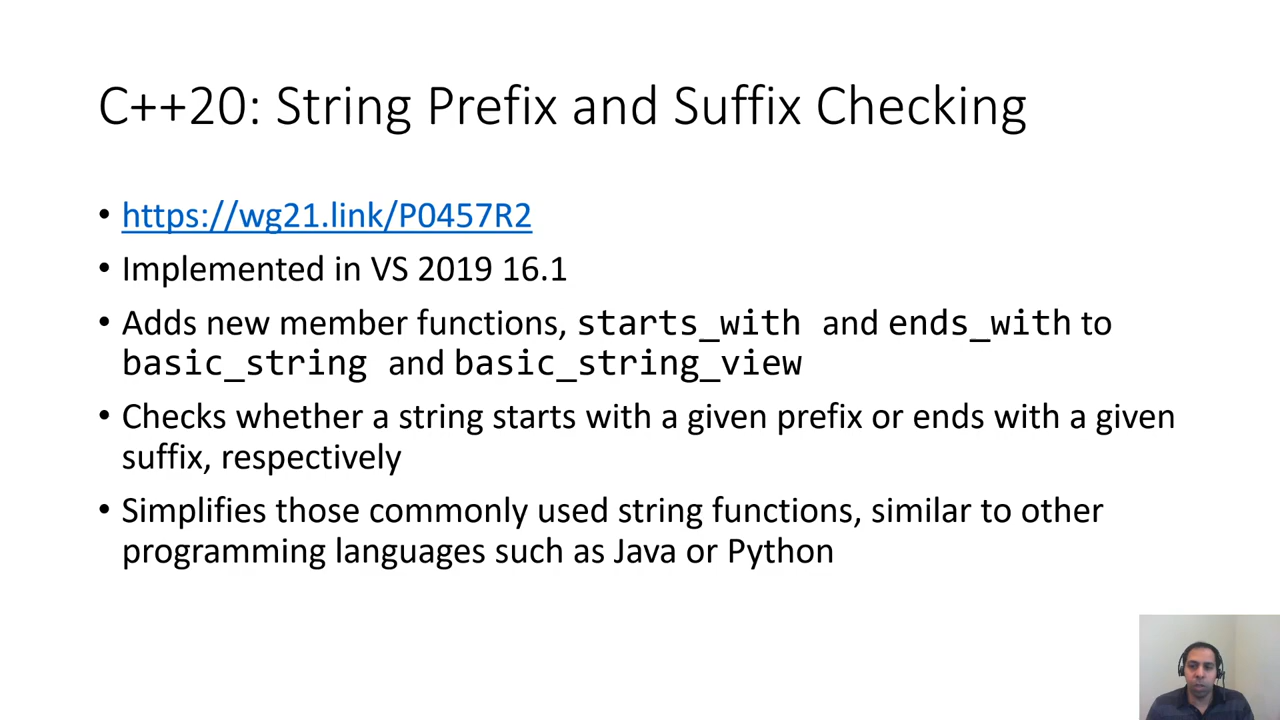 C++20: String Prefix and Suffix Checking
• https://wg21.link/P0457R2
• Implemented in VS 2019 16.1
• Adds new member functions, starts_with and ends_with to
basic_string and basic_string_view
• Checks whether a string starts with a given prefix or ends with a given
suffix, respectively
• Simplifies those commonly used string functions, similar to other
programming languages such as Java or Python